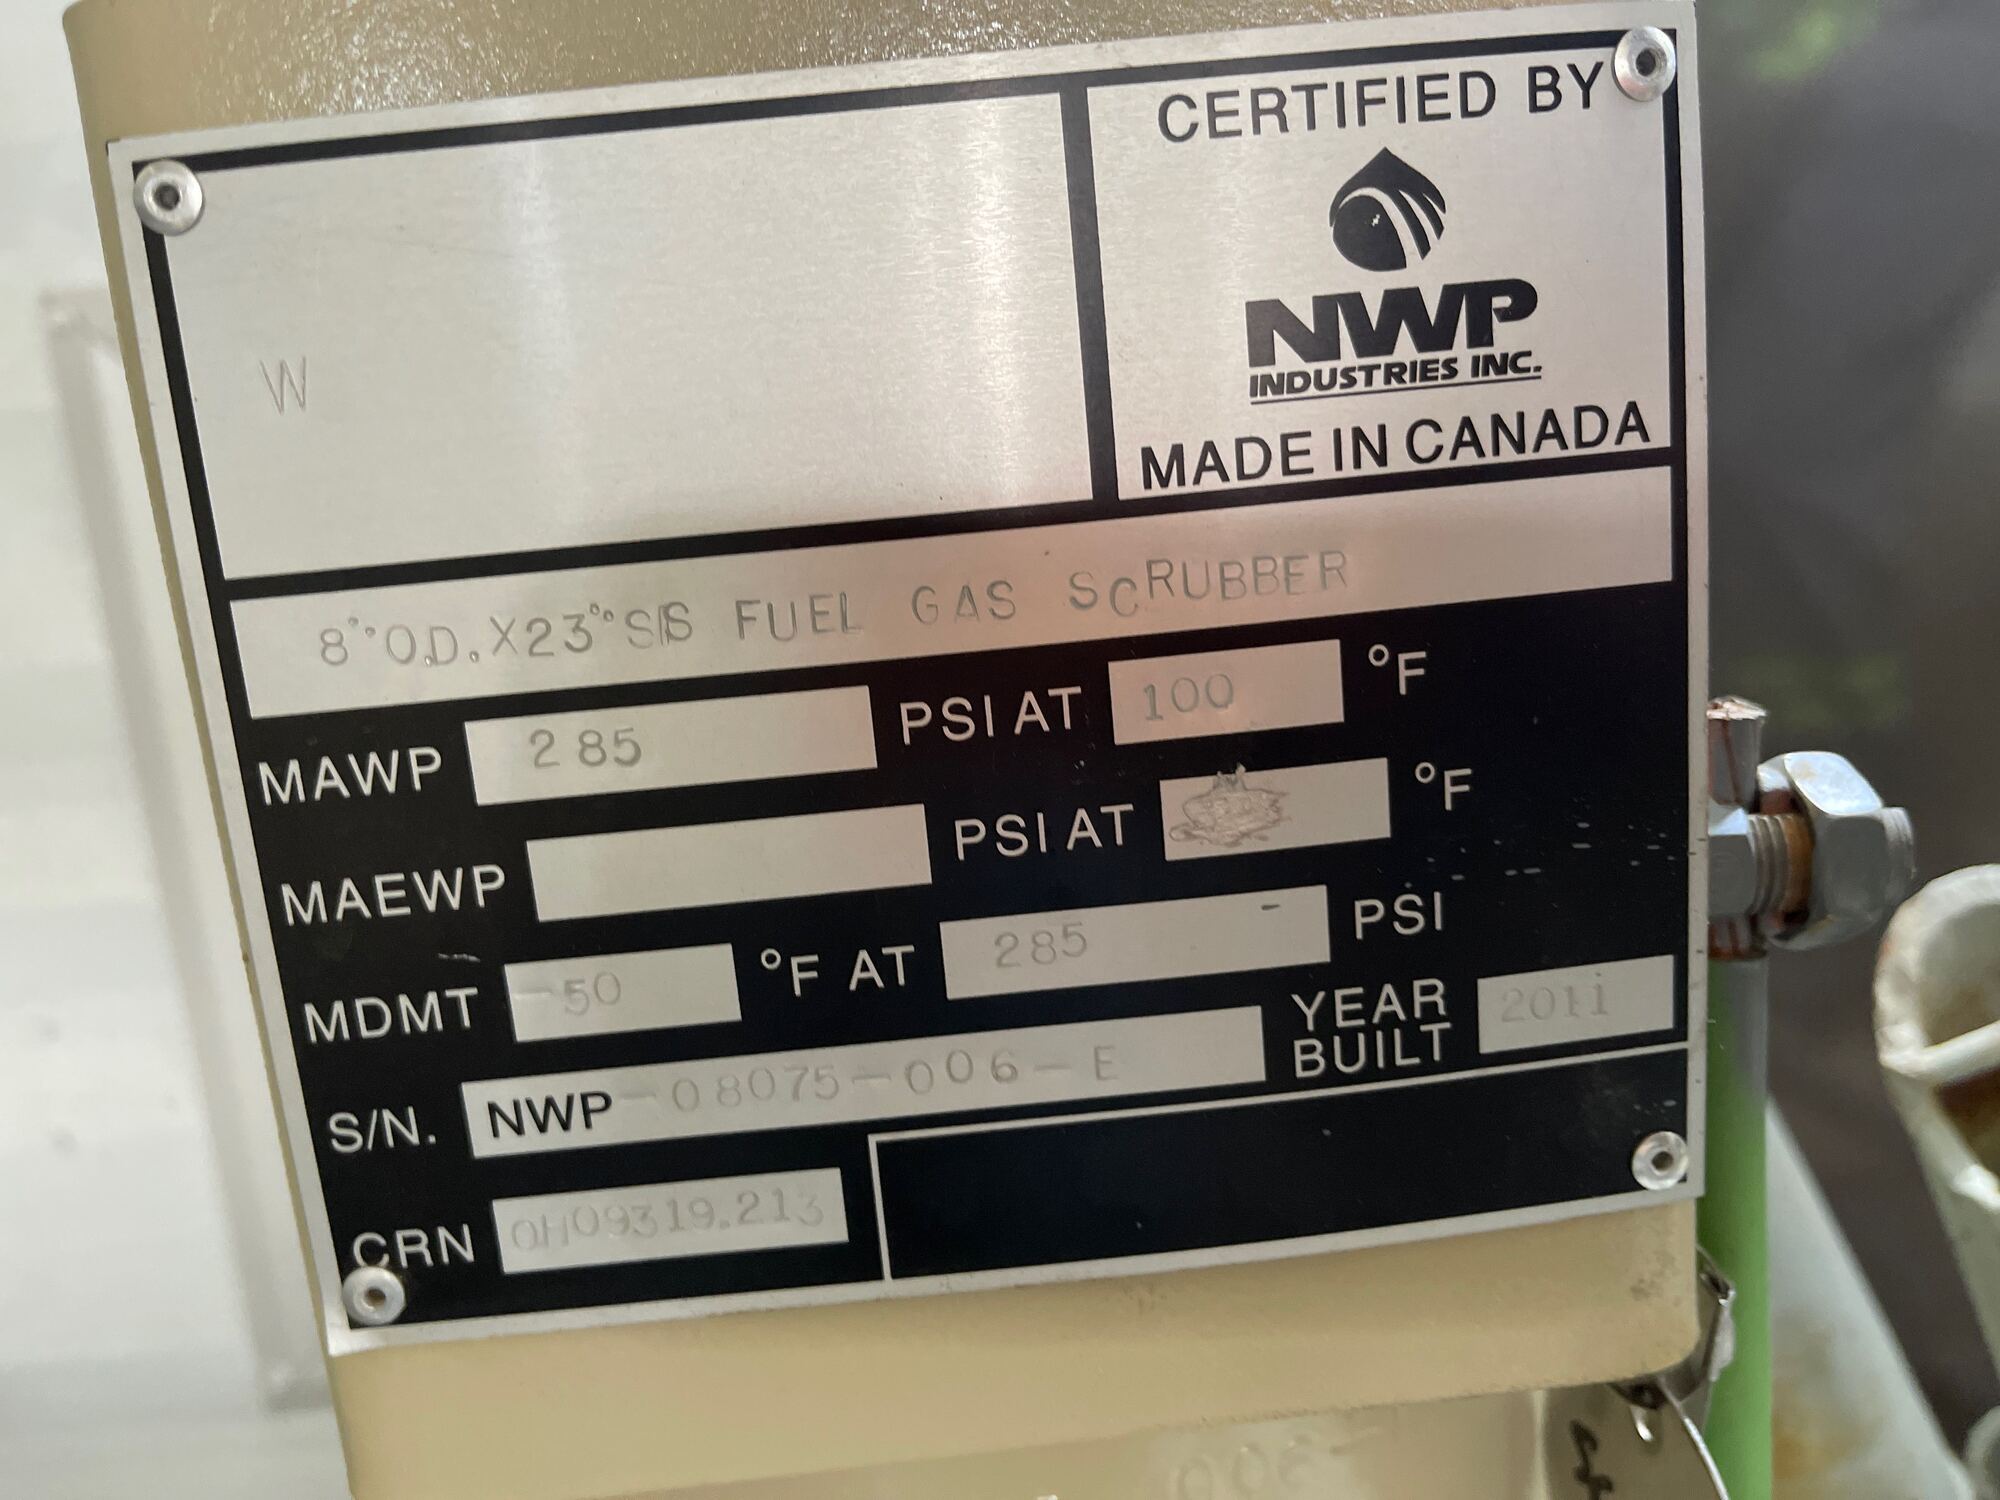 CERTIFIED BY
NWP
INDUSTRIES INC.
MADE IN CANADA
W
8" O.D. X 23" S/S FUEL GAS SCRUBBER
MAWP 285 PSI AT 100 °F
MAEWP PSI AT °F
MDMT -50 °F AT 285 PSI
S/N. NWP-08075-006-E YEAR BUILT 2011
CRN 0H09319.213